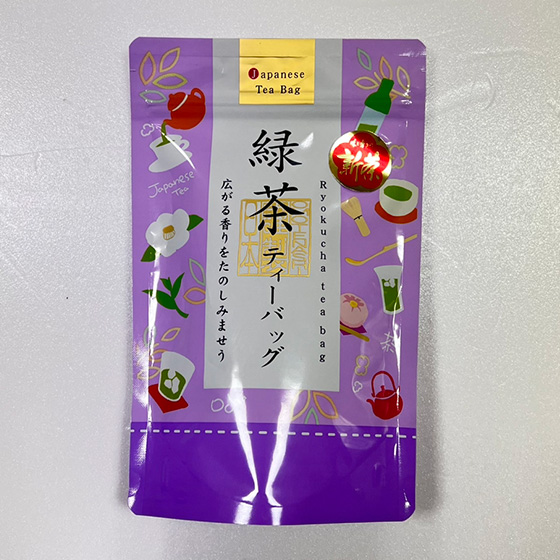 Japanese
Tea Bag
緑茶ティーバッグ
広がる香りをたのしみませう
Ryokucha tea bag
新茶
Japanese
Tea
茶